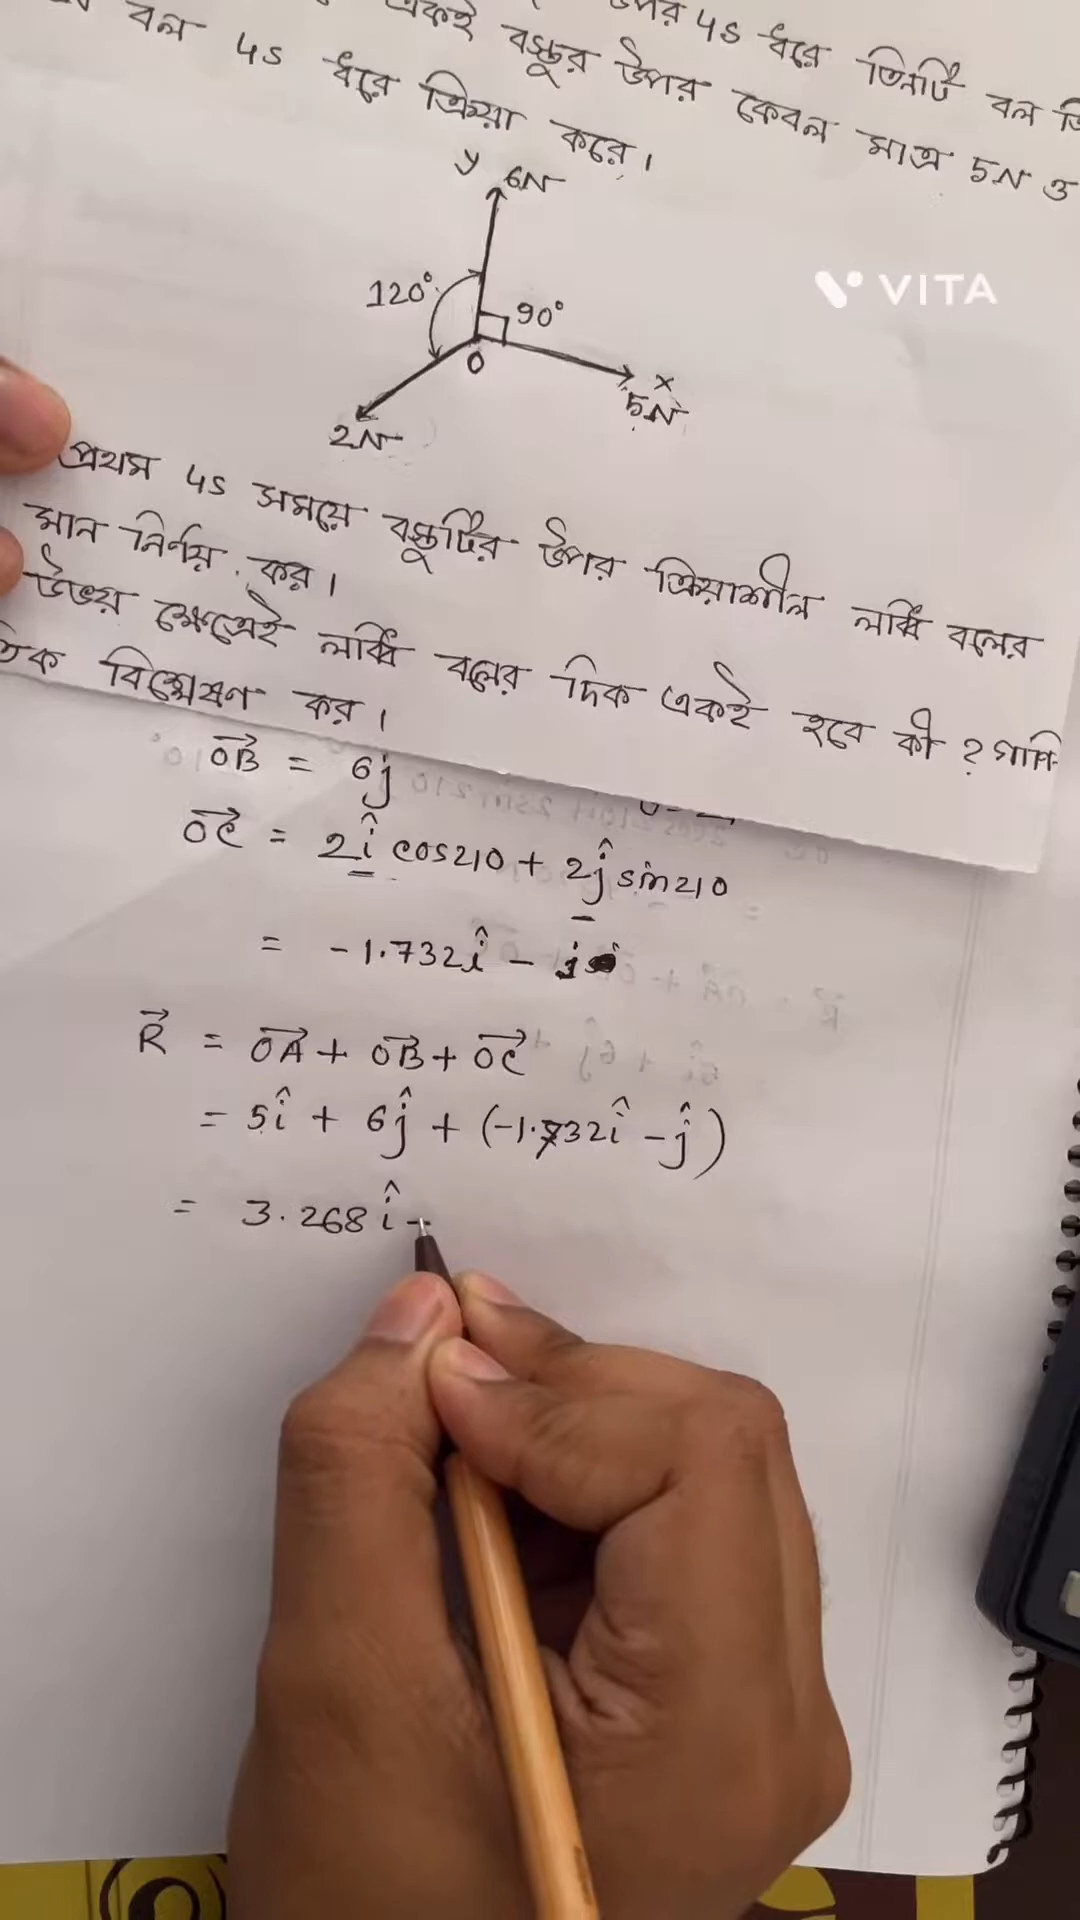 উপর 4s ধরে তিনটি বল
একই বস্তুর উপর কেবল মাত্র 5N ও
বল 4s ধরে ক্রিয়া করে।
y 6N
120°
90°
O
x
5N
2N
VITA
প্রথম 4s সময়ে বস্তুটির উপর ক্রিয়াশীল লব্ধি বলের
মান নির্ণয় কর।
উভয় ক্ষেত্রেই লব্ধি বলের দিক একই হবে কী ? গাণি
তিক বিশ্লেষণ কর।
→OB = 6j
→OC = 2î cos210 + 2ĵ sin210
= -1.732î - j
→R = →OA + →OB + →OC
= 5î + 6ĵ + (-1.732î - ĵ)
= 3.268î